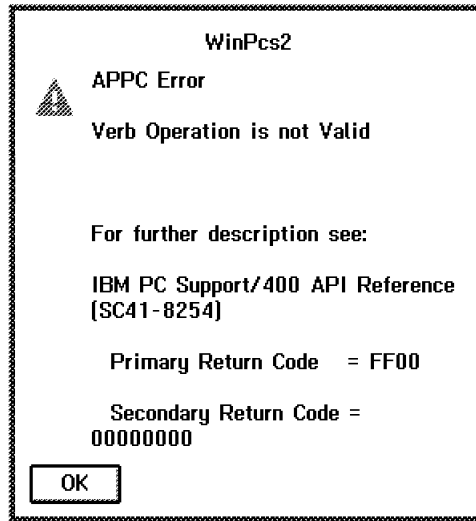 WinPcs2
APPC Error
Verb Operation is not Valid
For further description see:
IBM PC Support/400 API Reference
(SC41-8254)
Primary Return Code = FF00
Secondary Return Code =
00000000
OK